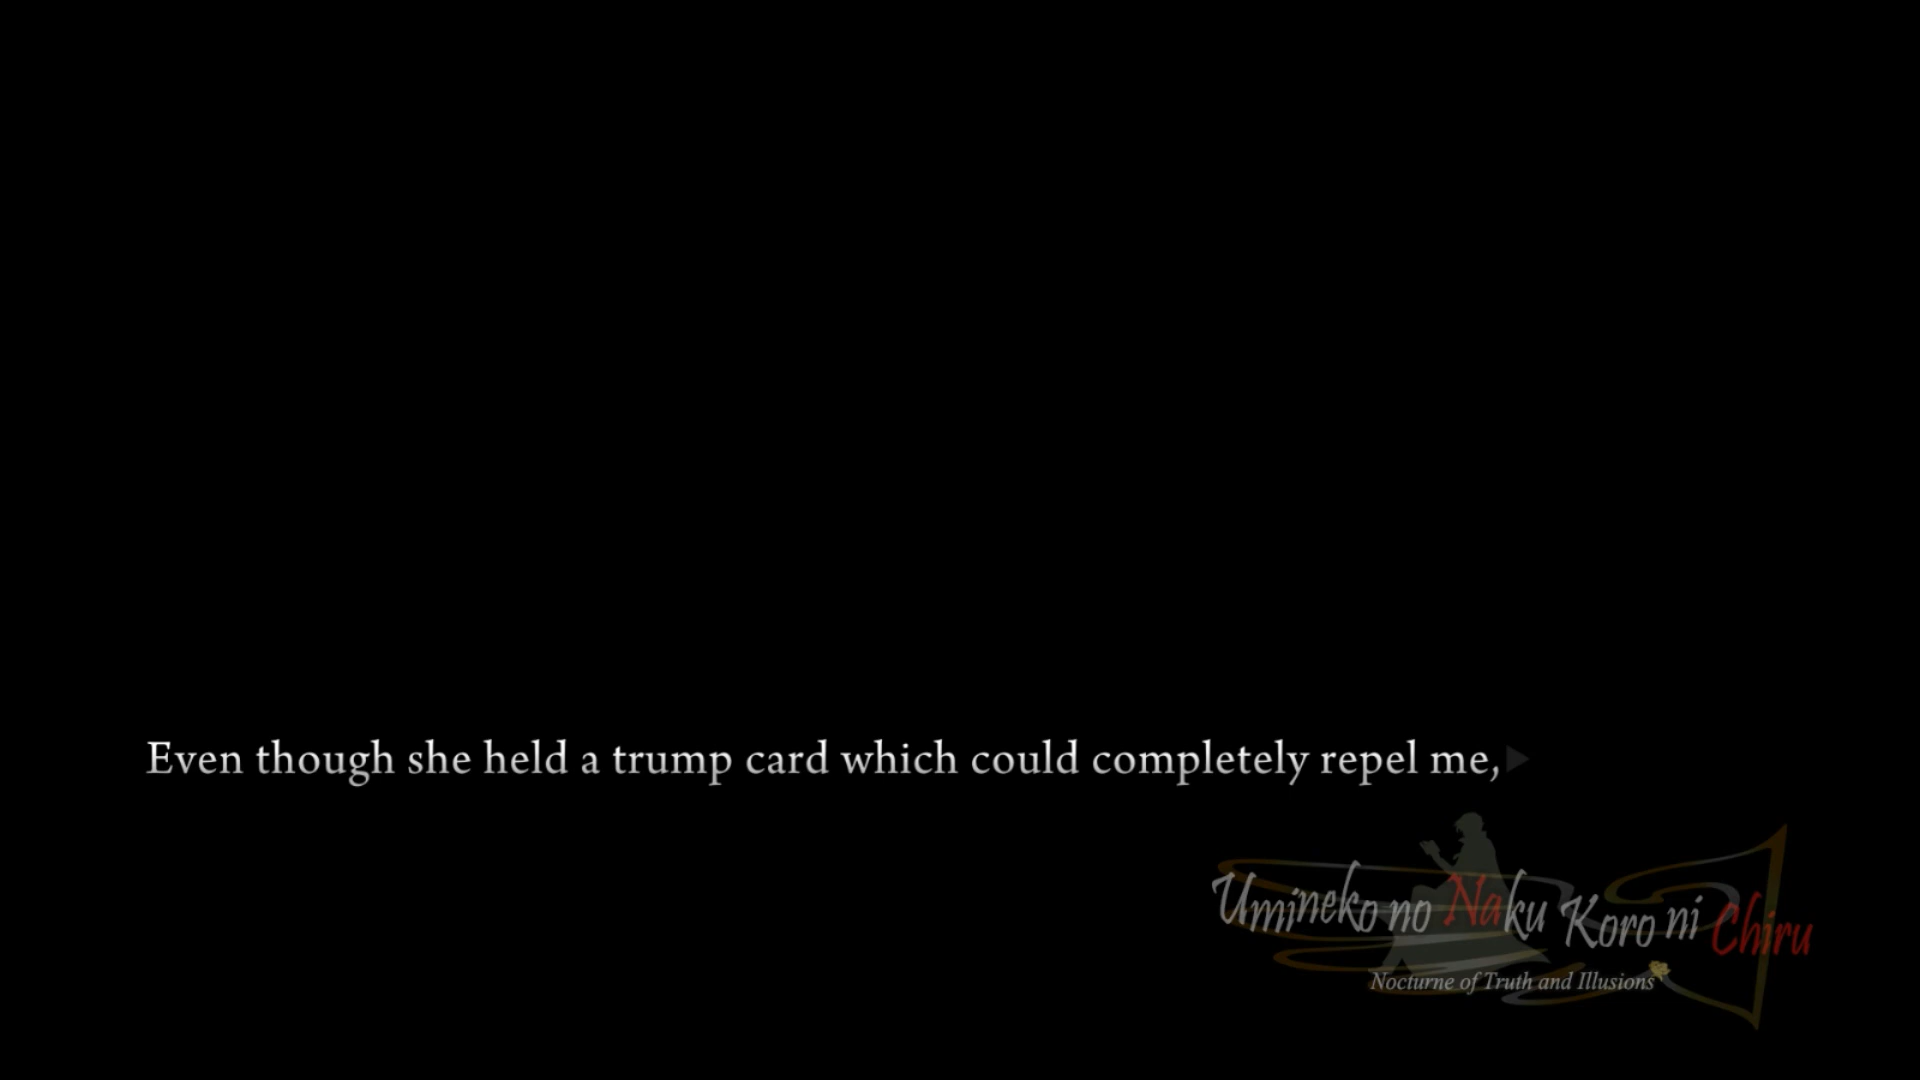 Even though she held a trump card which could completely repel me,
Umineko no Naku Koro ni Chiru
Nocturne of Truth and Illusions